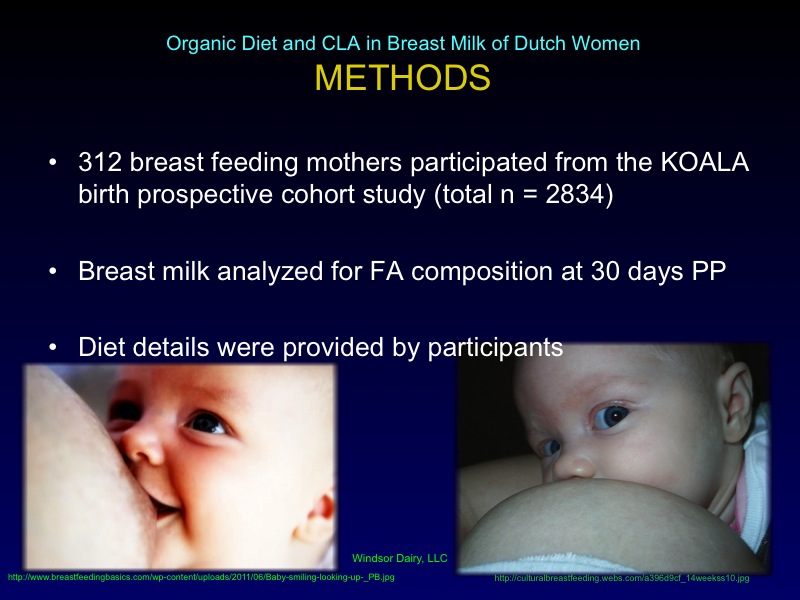 Organic Diet and CLA in Breast Milk of Dutch Women
METHODS
• 312 breast feeding mothers participated from the KOALA
birth prospective cohort study (total n = 2834)
• Breast milk analyzed for FA composition at 30 days PP
• Diet details were provided by participants
Windsor Dairy, LLC
http://www.breastfeedingbasics.com/wp-content/uploads/2011/06/Baby-smiling-looking-up-_PB.jpg
http://culturalbreastfeeding.webs.com/a396d9cf_14weekss10.jpg